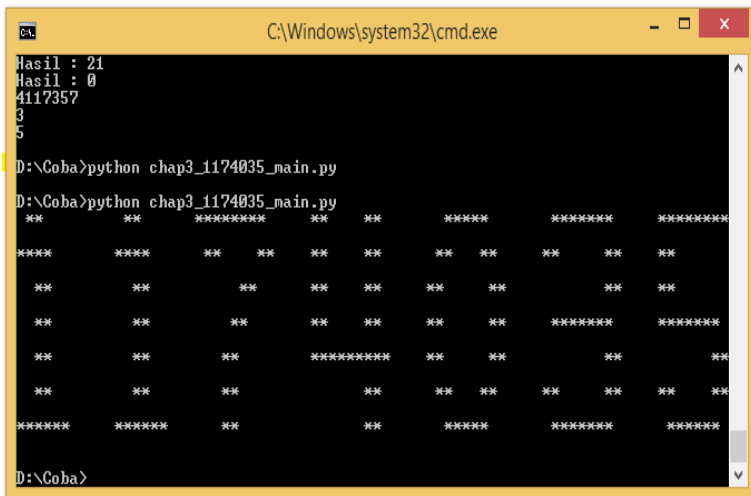 C:\Windows\system32\cmd.exe
Hasil : 21
Hasil : 0
4117357
3
5
D:\Coba>python chap3_1174035_main.py
D:\Coba>python chap3_1174035_main.py
** ** ******** ** ** ***** ******* ********
**** **** ** ** ** ** ** ** ** ** **
** ** ** ** ** ** ** ** **
** ** ** ** ** ** ** ******* *******
** ** ** ********* ** ** ** **
** ** ** ** ** ** ** ** ** **
****** ****** ** ** ***** ******* ******
D:\Coba>